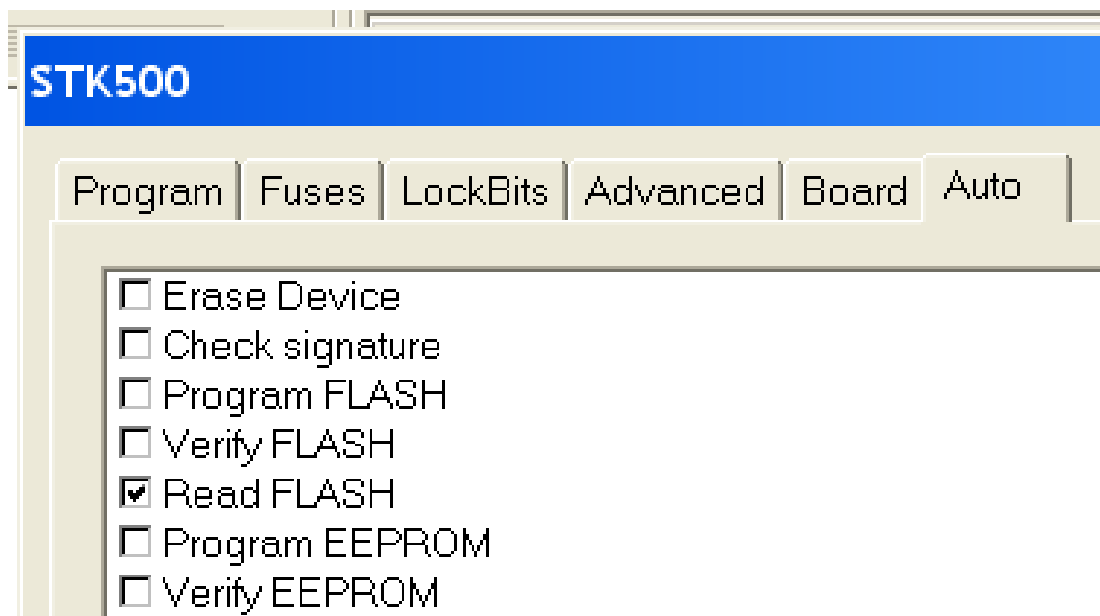 STK500
Program Fuses LockBits Advanced Board Auto
Erase Device
Check signature
Program FLASH
Verify FLASH
Read FLASH
Program EEPROM
Verify EEPROM